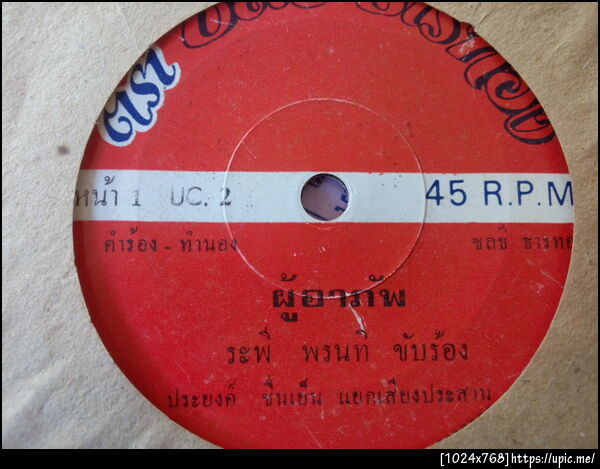 หน้า 1 UC. 2 45 R.P.M
คำร้อง - ทำนอง ชลธี ธารทอ
ผู้อาภัพ
ระพี พรนที ขับร้อง
ประยงค์ ชื่นเย็น แยกเสียงประสาน
[1024x768]https://upic.me/